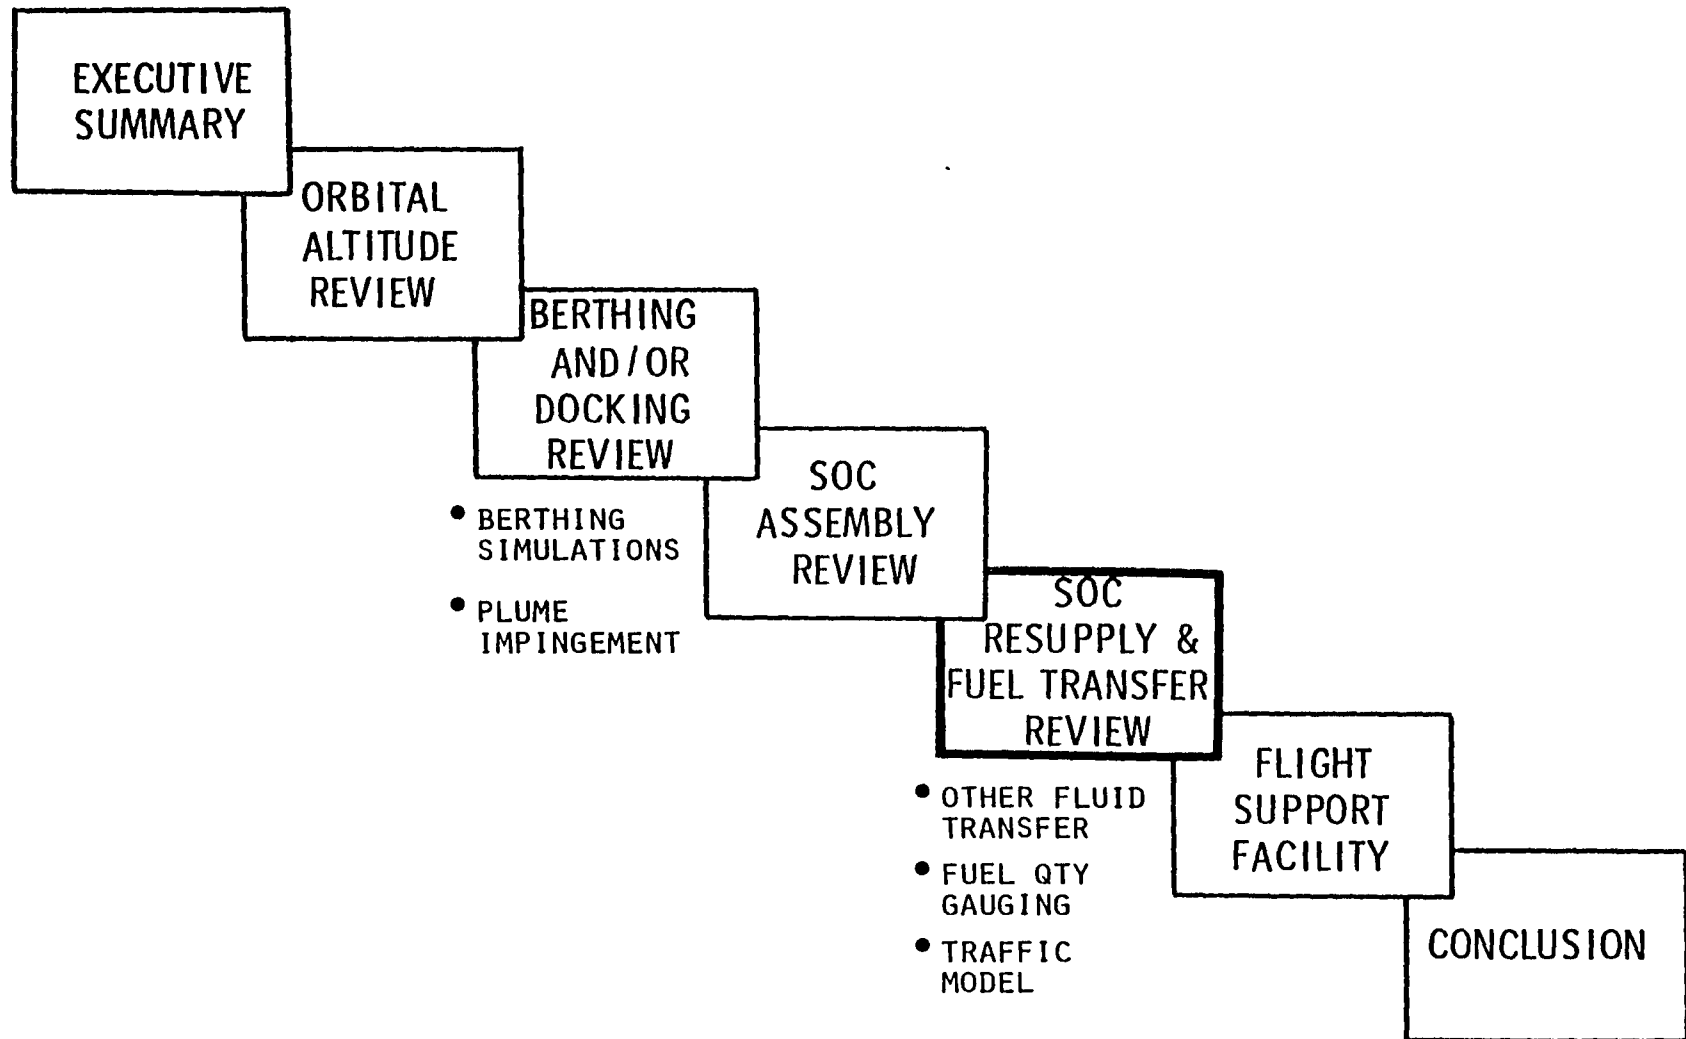 EXECUTIVE
SUMMARY
ORBITAL
ALTITUDE
REVIEW
BERTHING
AND/OR
DOCKING
REVIEW
• BERTHING
SIMULATIONS
• PLUME
IMPINGEMENT
SOC
ASSEMBLY
REVIEW
SOC
RESUPPLY &
FUEL TRANSFER
REVIEW
• OTHER FLUID
TRANSFER
• FUEL QTY
GAUGING
• TRAFFIC
MODEL
FLIGHT
SUPPORT
FACILITY
CONCLUSION